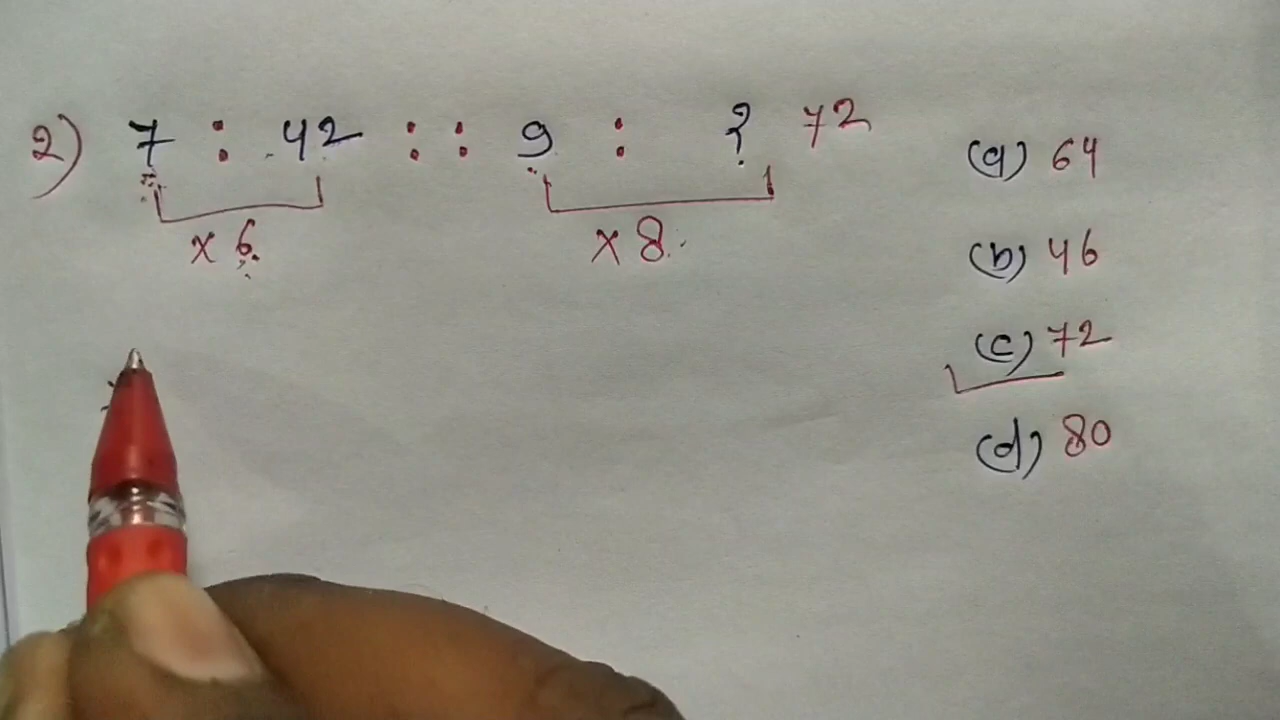 2) 7 : 42 :: 9 : ? 72
× 6 × 8
(a) 64
(b) 46
(c) 72
(d) 80